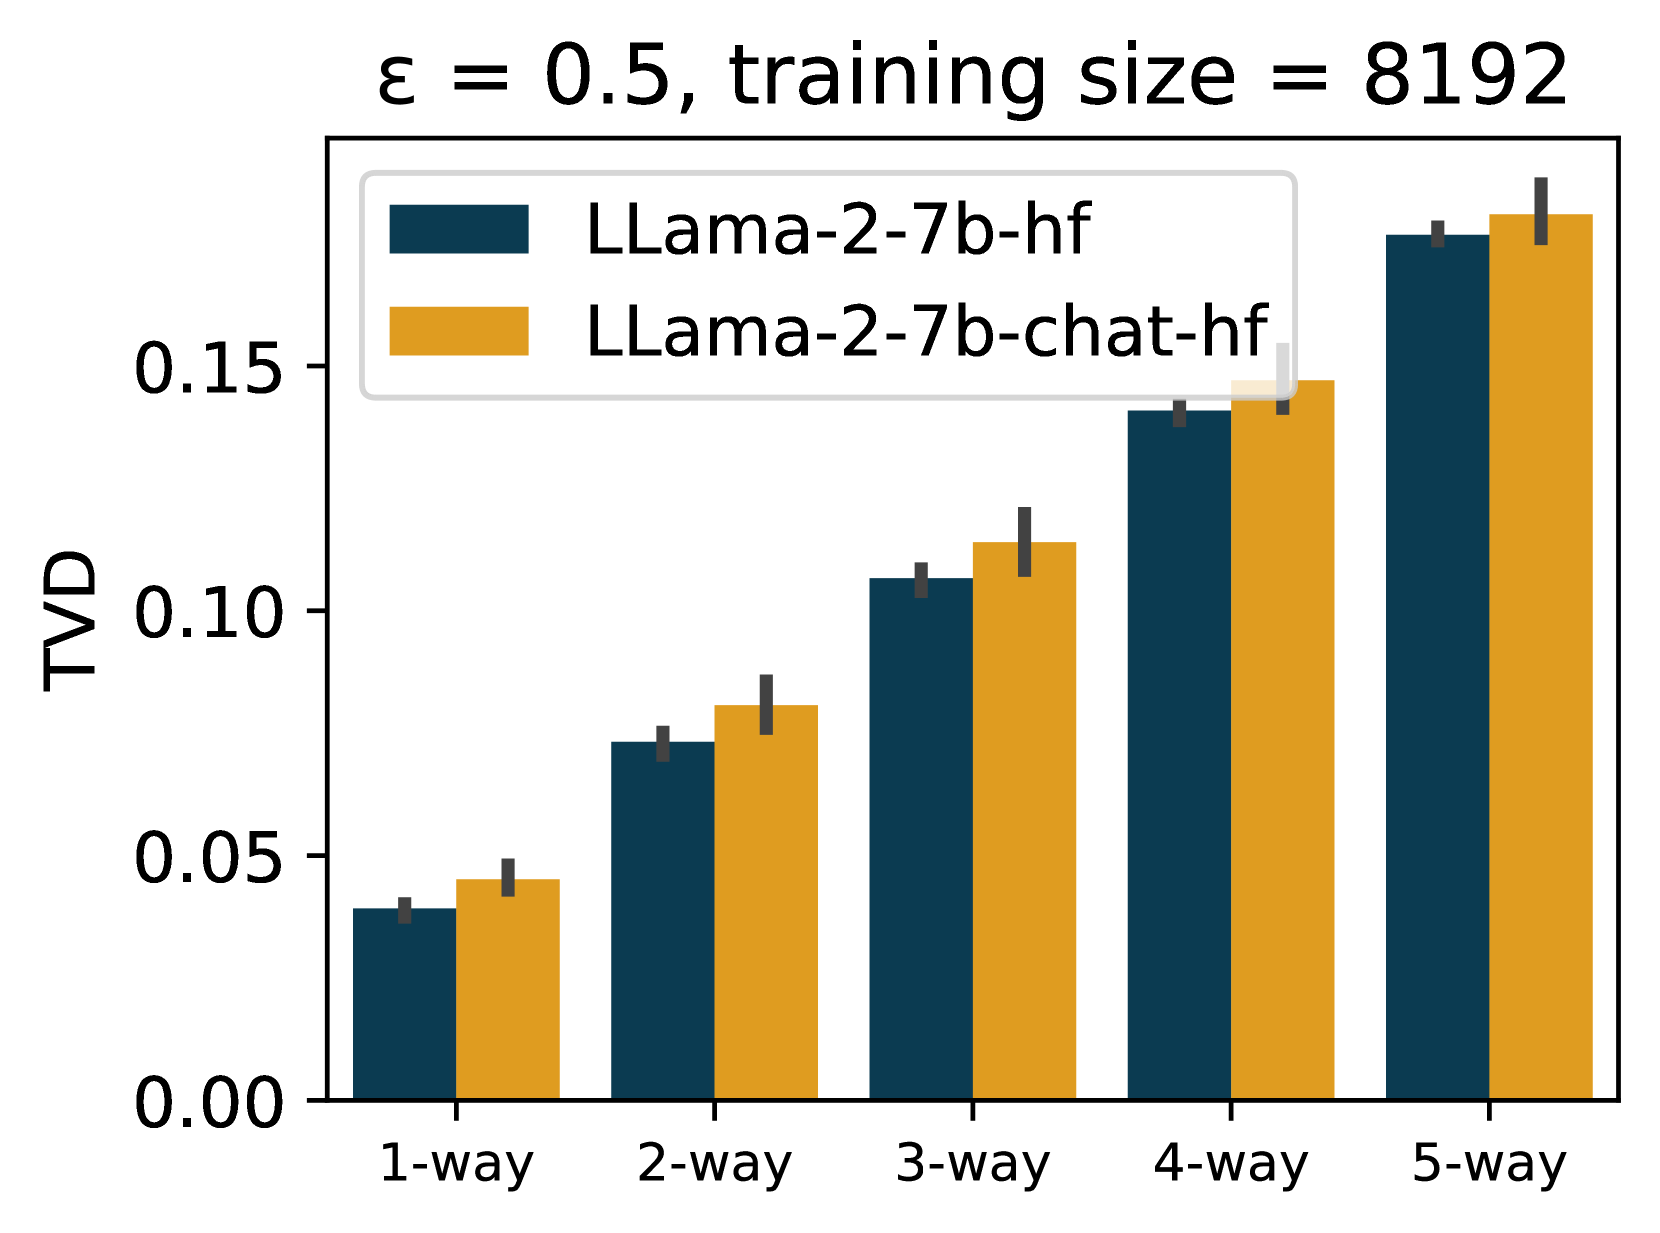 ε = 0.5, training size = 8192
LLama-2-7b-hf
LLama-2-7b-chat-hf
TVD
0.15
0.10
0.05
0.00
1-way 2-way 3-way 4-way 5-way